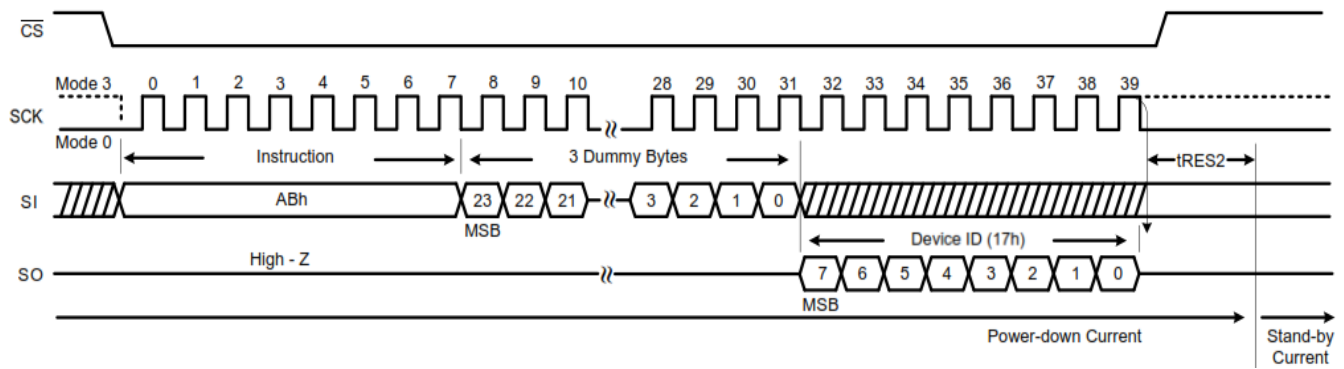 CS
Mode 3 0 1 2 3 4 5 6 7 8 9 10 28 29 30 31 32 33 34 35 36 37 38 39
SCK
Mode 0
Instruction 3 Dummy Bytes tRES2
SI ABh 23 22 21 3 2 1 0
MSB
Device ID (17h)
High - Z
SO 7 6 5 4 3 2 1 0
MSB
Power-down Current Stand-by
Current